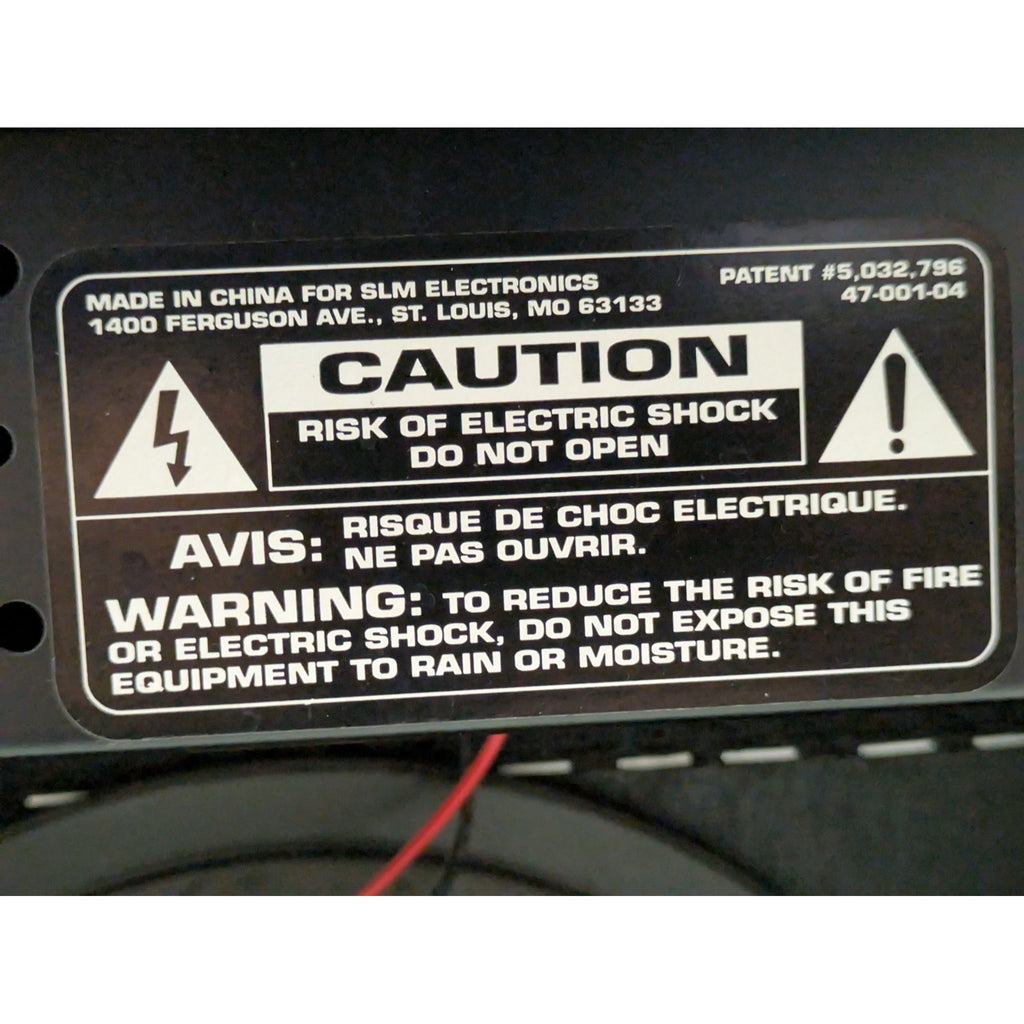 MADE IN CHINA FOR SLM ELECTRONICS
1400 FERGUSON AVE., ST. LOUIS, MO 63133
PATENT #5,032,796
47-001-04
CAUTION
RISK OF ELECTRIC SHOCK
DO NOT OPEN
AVIS: RISQUE DE CHOC ELECTRIQUE.
NE PAS OUVRIR.
WARNING: TO REDUCE THE RISK OF FIRE
OR ELECTRIC SHOCK, DO NOT EXPOSE THIS
EQUIPMENT TO RAIN OR MOISTURE.